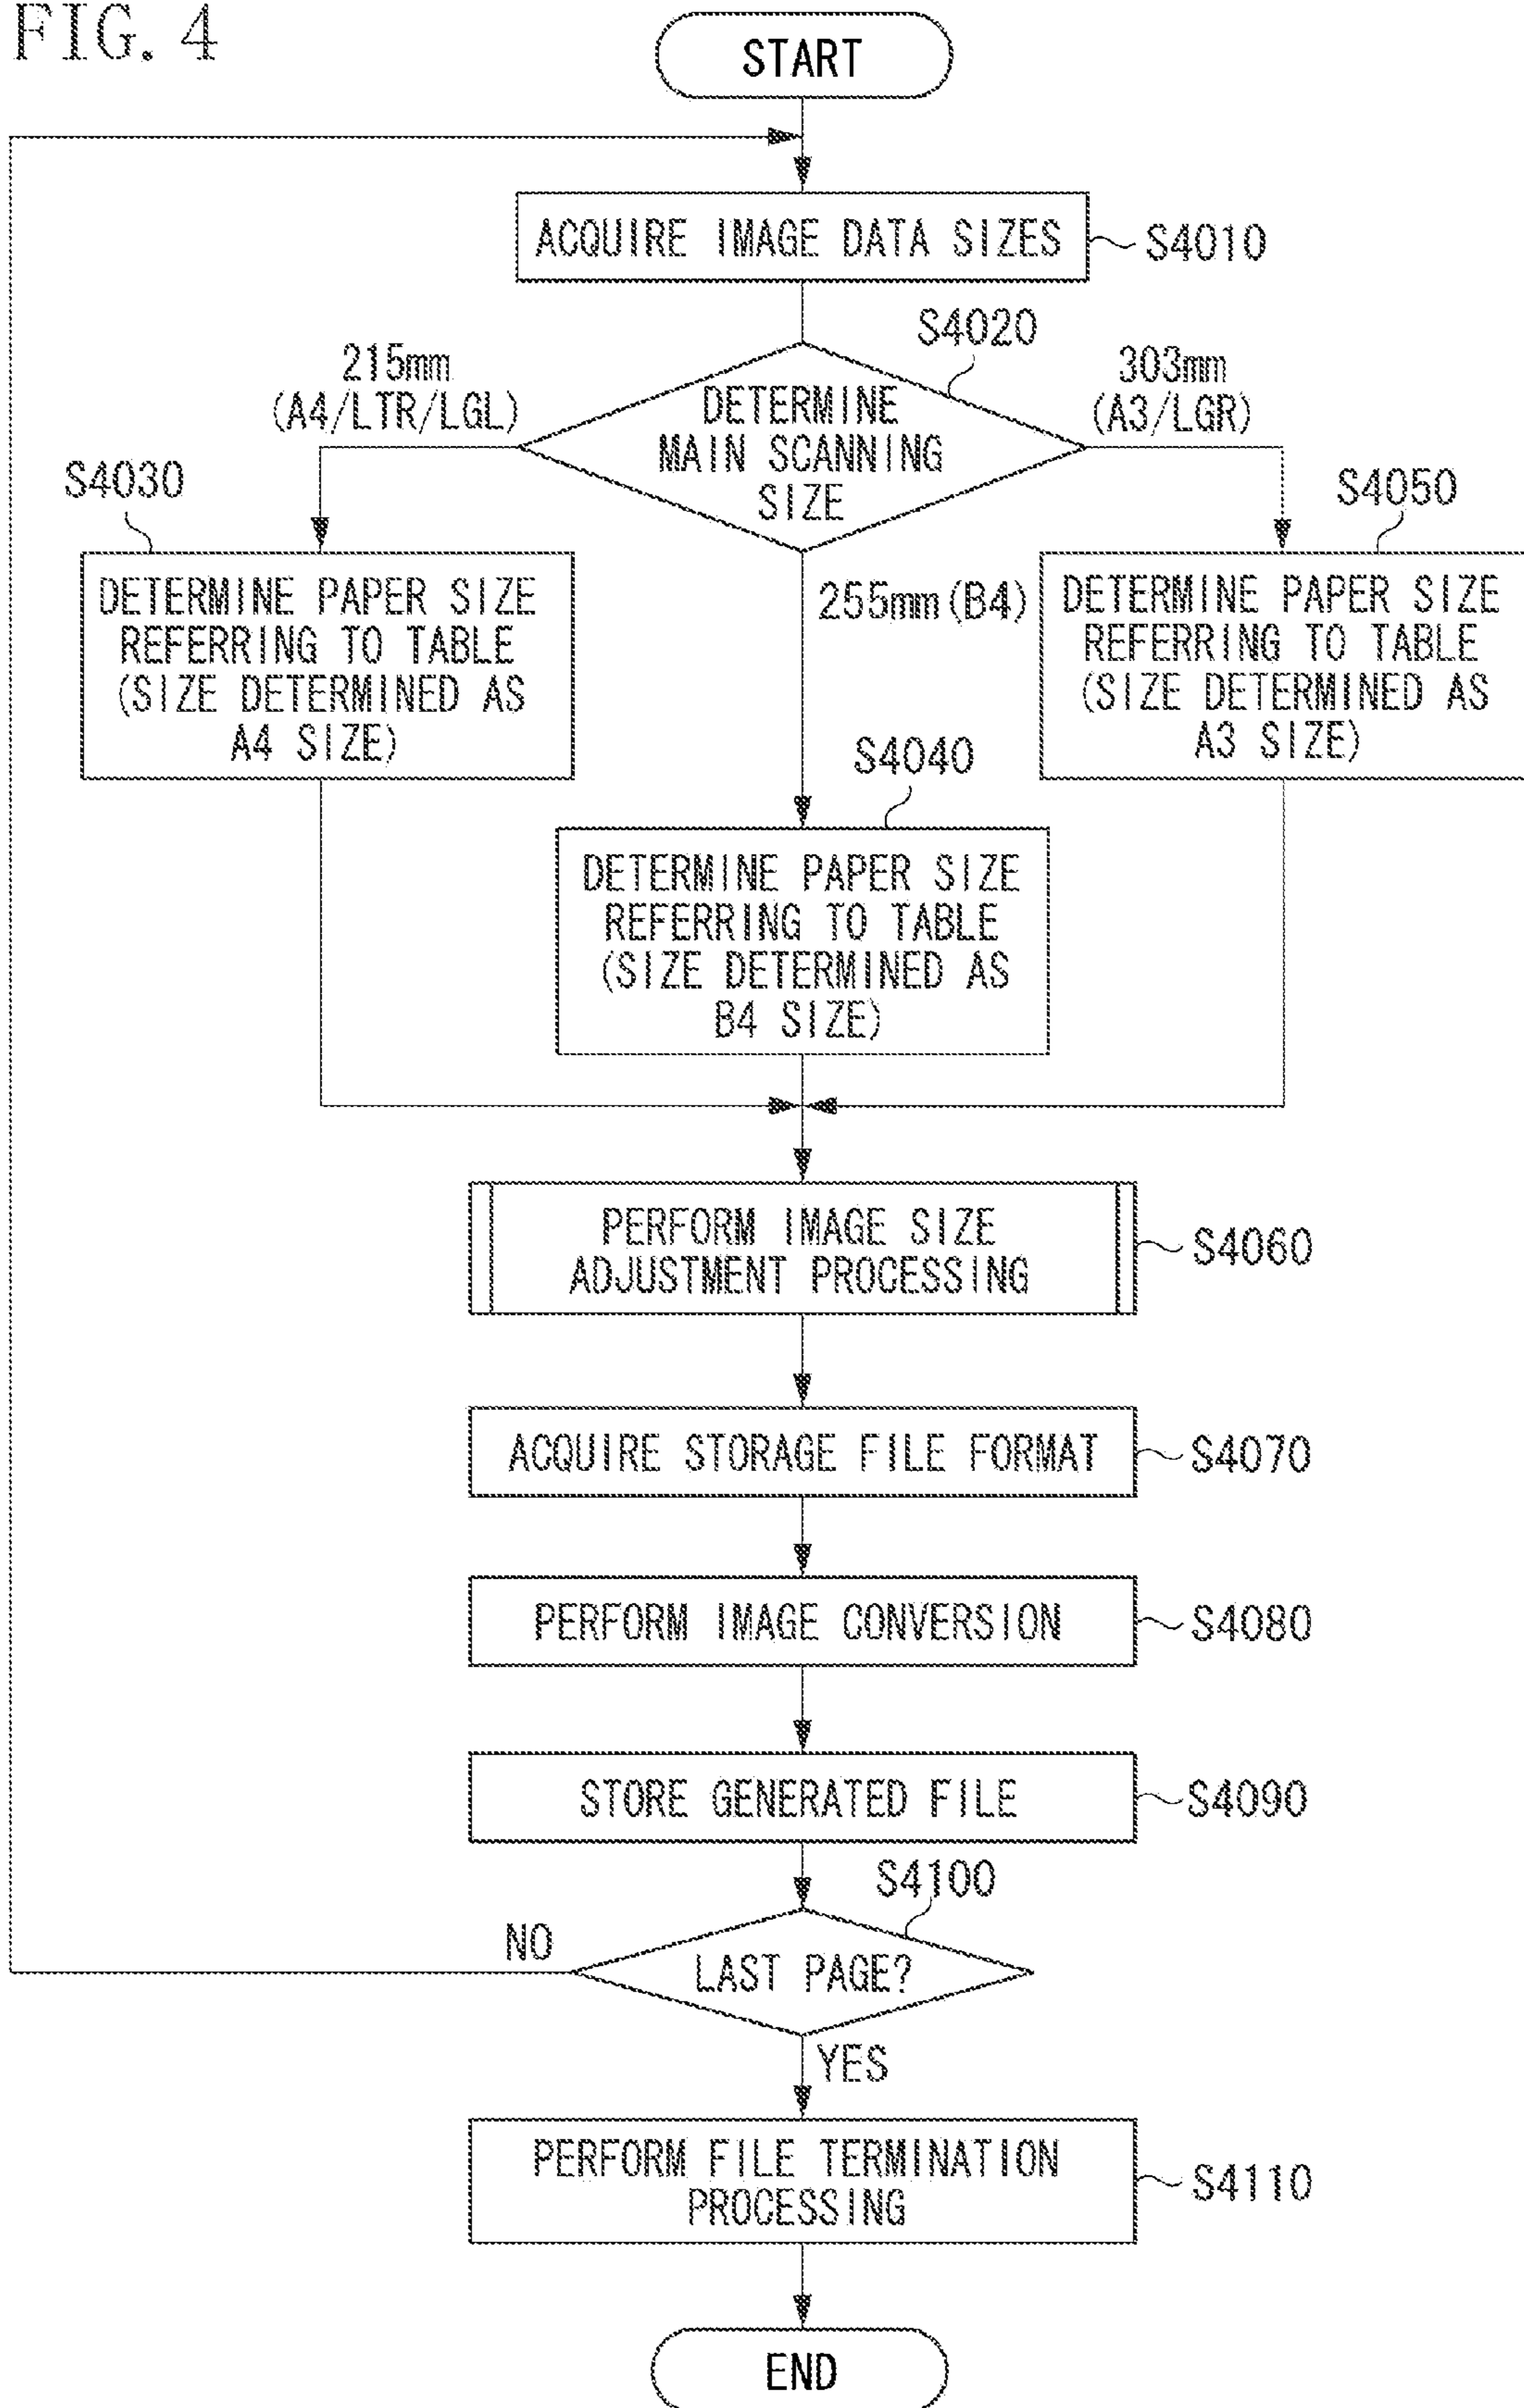 FIG. 4
START
ACQUIRE IMAGE DATA SIZES
S4010
S4020
215mm
(A4/LTR/LGL)
DETERMINE
MAIN SCANNING
SIZE
303mm
(A3/LGR)
S4030
S4050
DETERMINE PAPER SIZE
REFERRING TO TABLE
(SIZE DETERMINED AS
A4 SIZE)
255mm(B4)
DETERMINE PAPER SIZE
REFERRING TO TABLE
(SIZE DETERMINED AS
A3 SIZE)
S4040
DETERMINE PAPER SIZE
REFERRING TO TABLE
(SIZE DETERMINED AS
B4 SIZE)
PERFORM IMAGE SIZE
ADJUSTMENT PROCESSING
S4060
ACQUIRE STORAGE FILE FORMAT
S4070
PERFORM IMAGE CONVERSION
S4080
STORE GENERATED FILE
S4090
S4100
NO
LAST PAGE?
YES
PERFORM FILE TERMINATION
PROCESSING
S4110
END